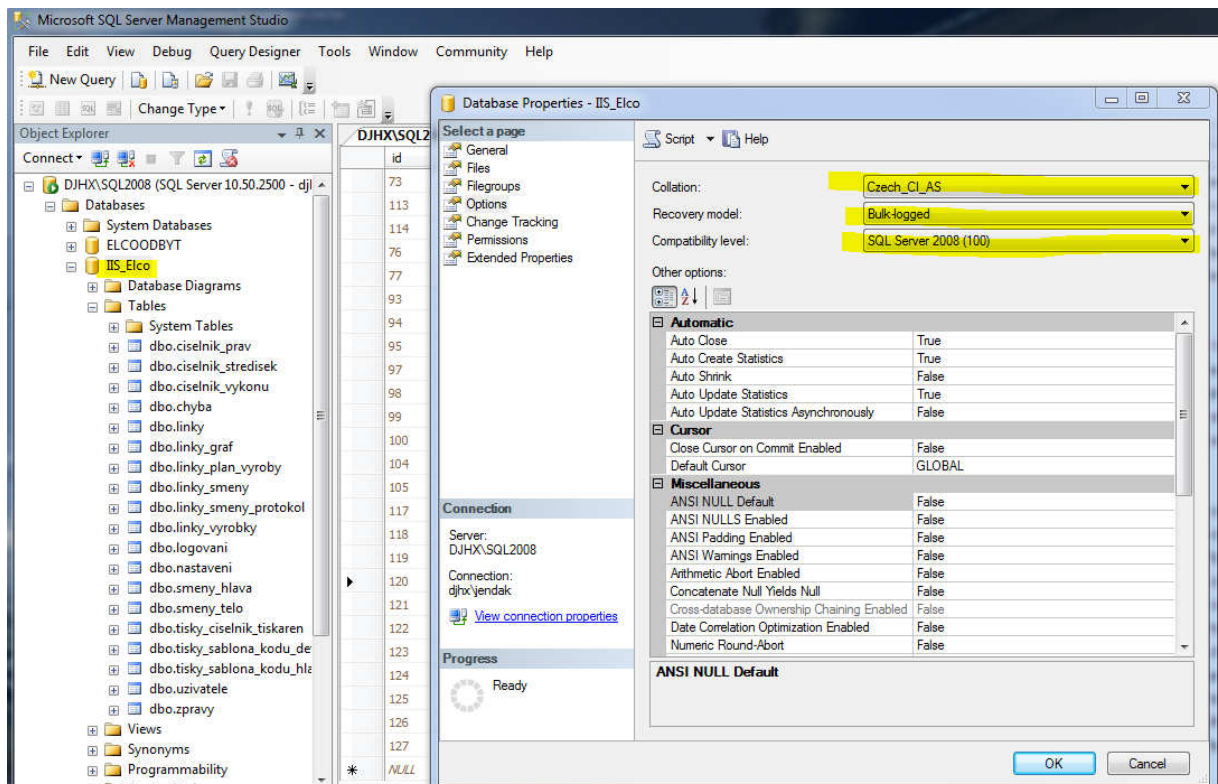 Microsoft SQL Server Management Studio
File Edit View Debug Query Designer Tools Window Community Help
New Query
Change Type
Object Explorer
Connect
DJHX\SQL2008 (SQL Server 10.50.2500 - djl
Databases
System Databases
ELCOODBYT
IIS_Elco
Database Diagrams
Tables
System Tables
dbo.ciselnik_prav
dbo.ciselnik_stredisek
dbo.ciselnik_vykonu
dbo.chyba
dbo.linky
dbo.linky_graf
dbo.linky_plan_vyroby
dbo.linky_smeny
dbo.linky_smeny_protokol
dbo.linky_vyrobky
dbo.logovani
dbo.nastaveni
dbo.smeny_hlava
dbo.smeny_telo
dbo.tisky_ciselnik_tiskaren
dbo.tisky_sablona_kodu_de
dbo.tisky_sablona_kodu_hla
dbo.uzivatele
dbo.zpravy
Views
Synonyms
Programmability
DJHX\SQL2
id
73
113
114
76
77
93
94
95
97
98
99
100
104
105
117
118
119
120
121
122
123
124
125
126
127
NULL
Database Properties - IIS_Elco
Select a page
General
Files
Filegroups
Options
Change Tracking
Permissions
Extended Properties
Connection
Server:
DJHX\SQL2008
Connection:
djhx\jendak
View connection properties
Progress
Ready
Script Help
Collation: Czech_CI_AS
Recovery model: Bulk-logged
Compatibility level: SQL Server 2008 (100)
Other options:
Automatic
Auto Close True
Auto Create Statistics True
Auto Shrink False
Auto Update Statistics True
Auto Update Statistics Asynchronously False
Cursor
Close Cursor on Commit Enabled False
Default Cursor GLOBAL
Miscellaneous
ANSI NULL Default False
ANSI NULLS Enabled False
ANSI Padding Enabled False
ANSI Warnings Enabled False
Arithmetic Abort Enabled False
Concatenate Null Yields Null False
Cross-database Ownership Chaining Enabled False
Date Correlation Optimization Enabled False
Numeric Round-Abort False
ANSI NULL Default
OK Cancel